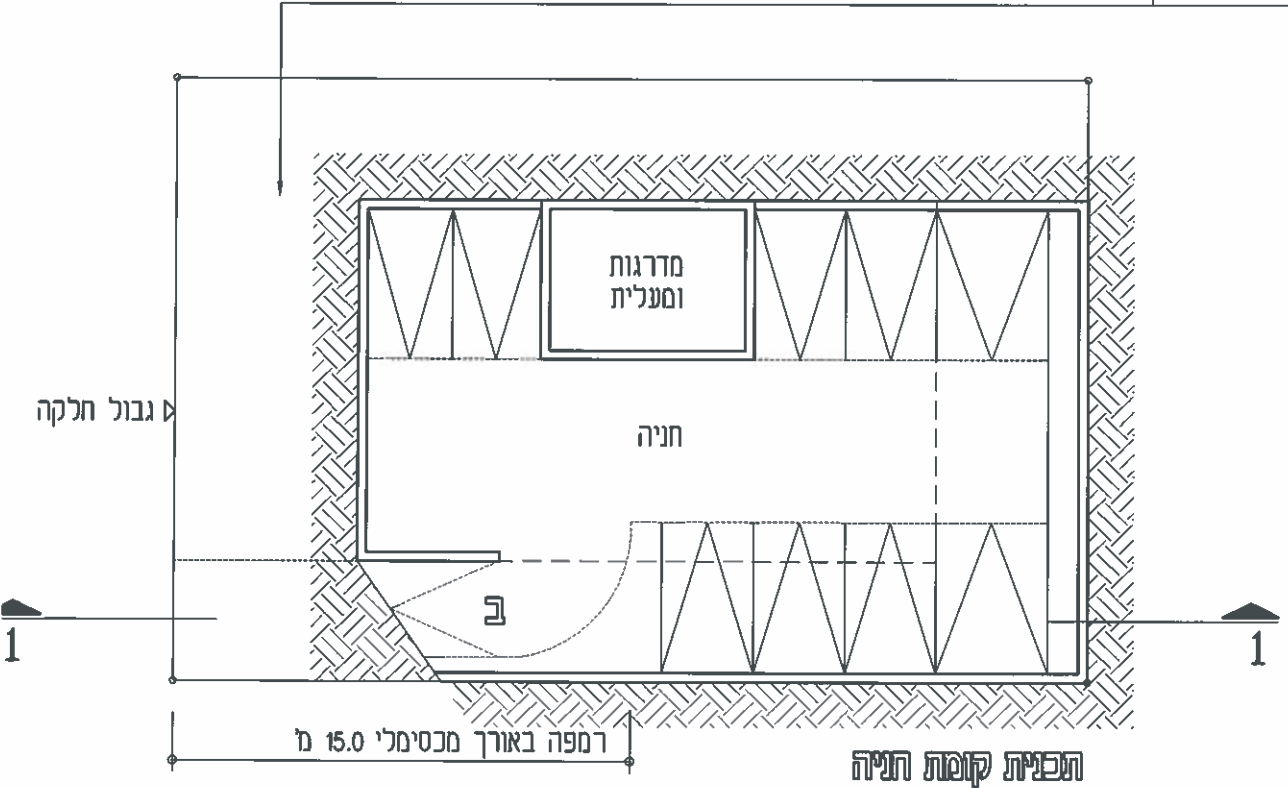 מדרגות
ומעלית
גבול חלקה
חניה
ב
1
1
רמפה באורך מכסימלי 15.0 מ'
תכנית קומת חניה